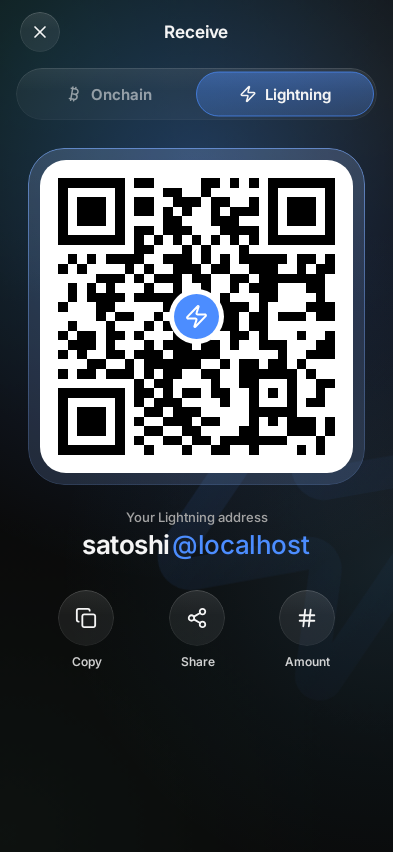 Receive
Onchain
Lightning
Your Lightning address
satoshi@localhost
Copy
Share
Amount